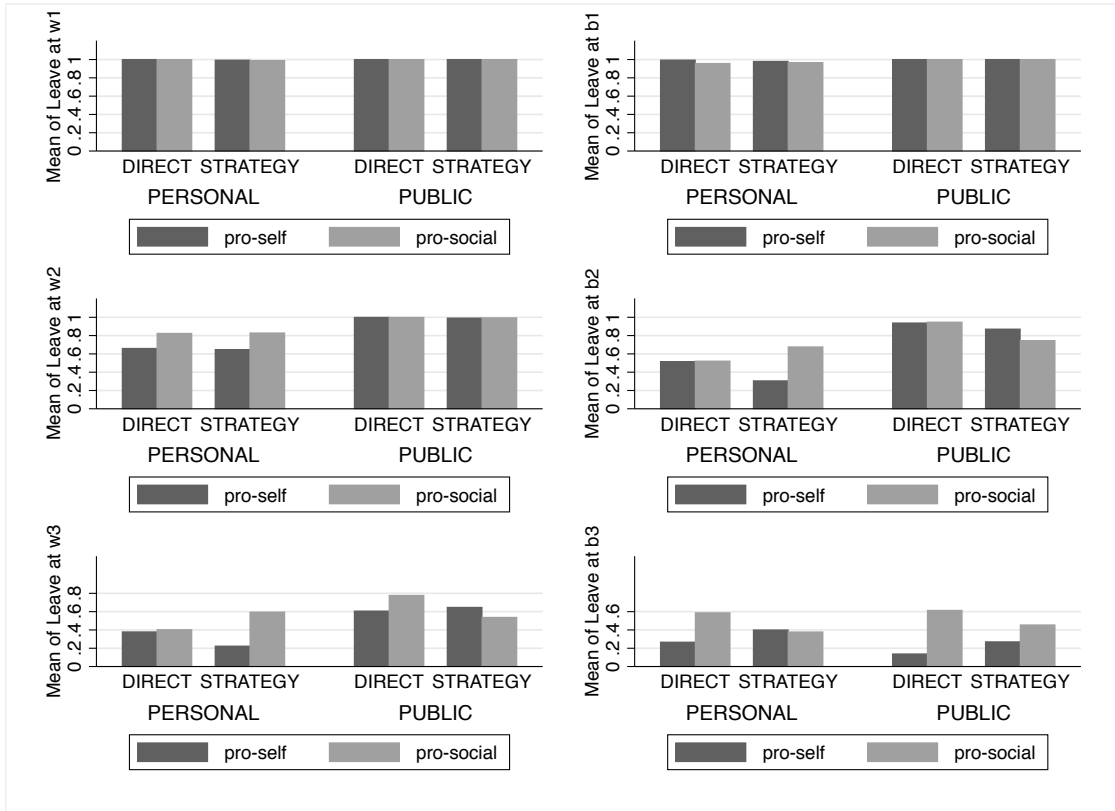 Mean of Leave at w1
0 .2 .4 .6 .8 1
DIRECT STRATEGY DIRECT STRATEGY
PERSONAL PUBLIC
pro-self pro-social
Mean of Leave at b1
0 .2 .4 .6 .8 1
DIRECT STRATEGY DIRECT STRATEGY
PERSONAL PUBLIC
pro-self pro-social
Mean of Leave at w2
0 .2 .4 .6 .8 1
DIRECT STRATEGY DIRECT STRATEGY
PERSONAL PUBLIC
pro-self pro-social
Mean of Leave at b2
0 .2 .4 .6 .8 1
DIRECT STRATEGY DIRECT STRATEGY
PERSONAL PUBLIC
pro-self pro-social
Mean of Leave at w3
0 .2 .4 .6 .8
DIRECT STRATEGY DIRECT STRATEGY
PERSONAL PUBLIC
pro-self pro-social
Mean of Leave at b3
0 .2 .4 .6
DIRECT STRATEGY DIRECT STRATEGY
PERSONAL PUBLIC
pro-self pro-social